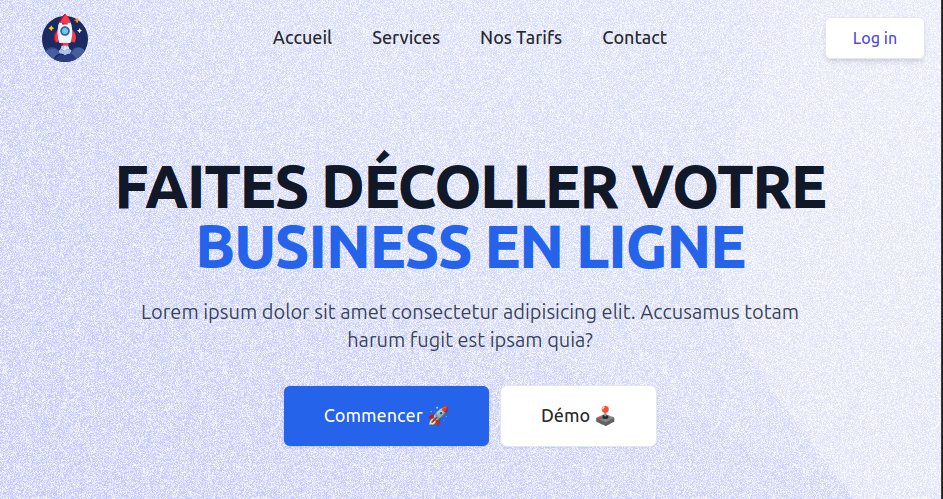 Accueil Services Nos Tarifs Contact Log in
FAITES DÉCOLLER VOTRE
BUSINESS EN LIGNE
Lorem ipsum dolor sit amet consectetur adipisicing elit. Accusamus totam
harum fugit est ipsam quia?
Commencer 🚀 Démo 🕹️